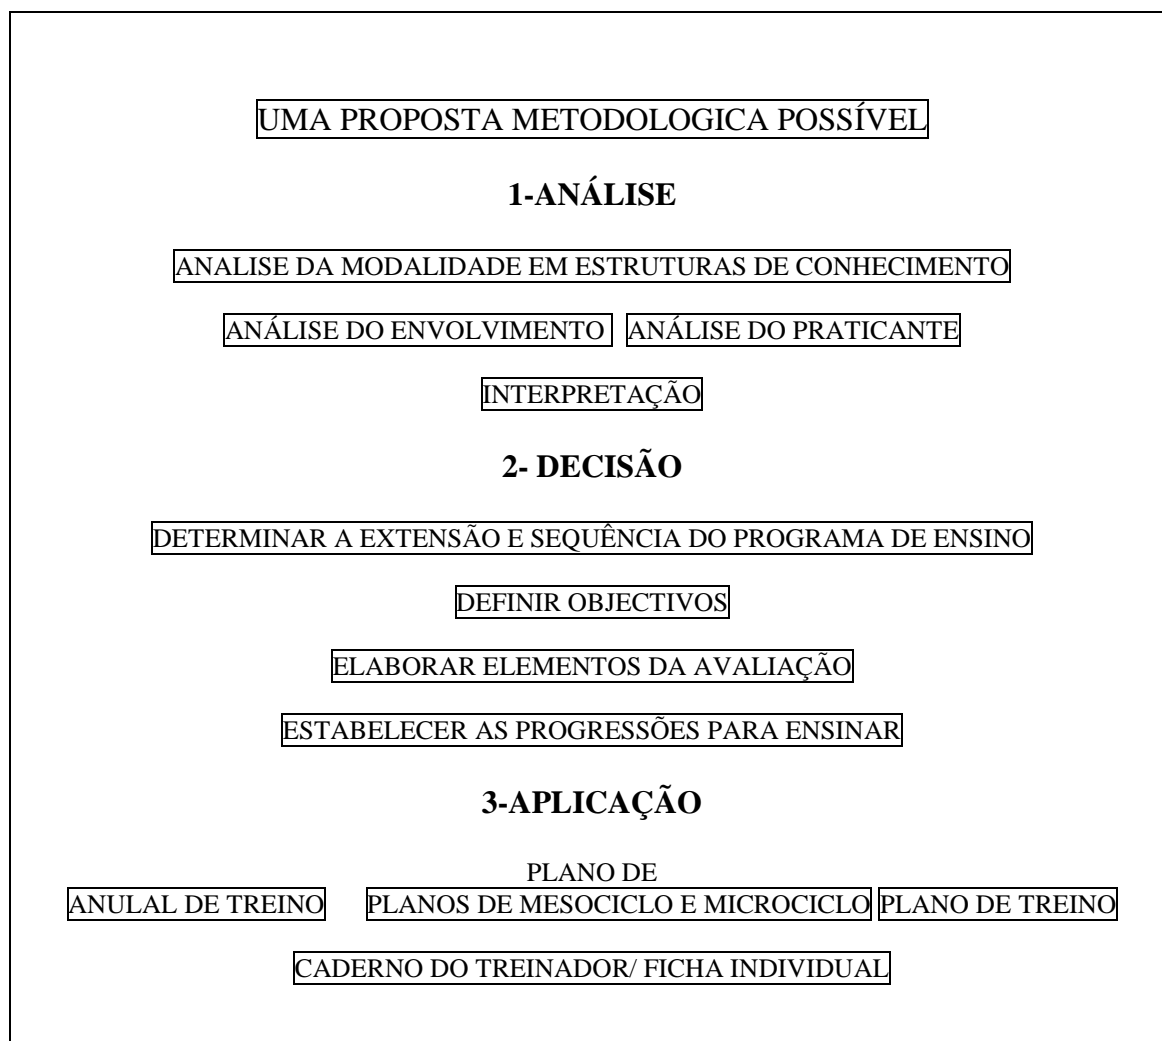 UMA PROPOSTA METODOLOGICA POSSÍVEL
1-ANÁLISE
ANALISE DA MODALIDADE EM ESTRUTURAS DE CONHECIMENTO
ANÁLISE DO ENVOLVIMENTO ANÁLISE DO PRATICANTE
INTERPRETAÇÃO
2- DECISÃO
DETERMINAR A EXTENSÃO E SEQUÊNCIA DO PROGRAMA DE ENSINO
DEFINIR OBJECTIVOS
ELABORAR ELEMENTOS DA AVALIAÇÃO
ESTABELECER AS PROGRESSÕES PARA ENSINAR
3-APLICAÇÃO
PLANO DE
ANULAL DE TREINO PLANOS DE MESOCICLO E MICROCICLO PLANO DE TREINO
CADERNO DO TREINADOR/ FICHA INDIVIDUAL